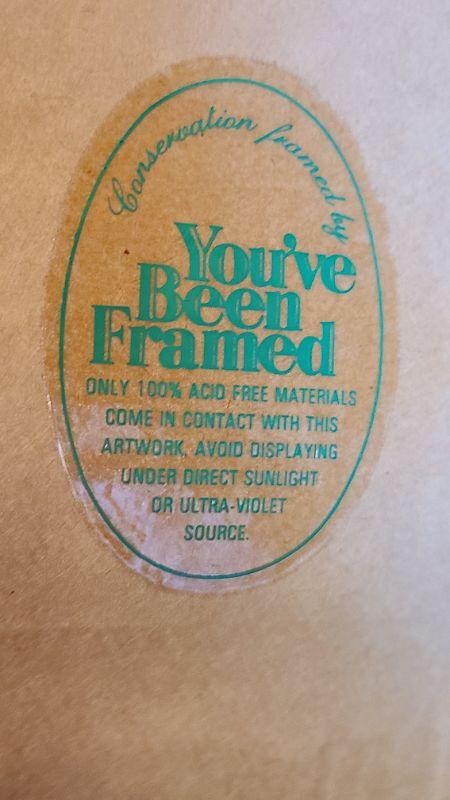 Conservation framed by
You've
Been
Framed
ONLY 100% ACID FREE MATERIALS
COME IN CONTACT WITH THIS
ARTWORK, AVOID DISPLAYING
UNDER DIRECT SUNLIGHT
OR ULTRA-VIOLET
SOURCE.